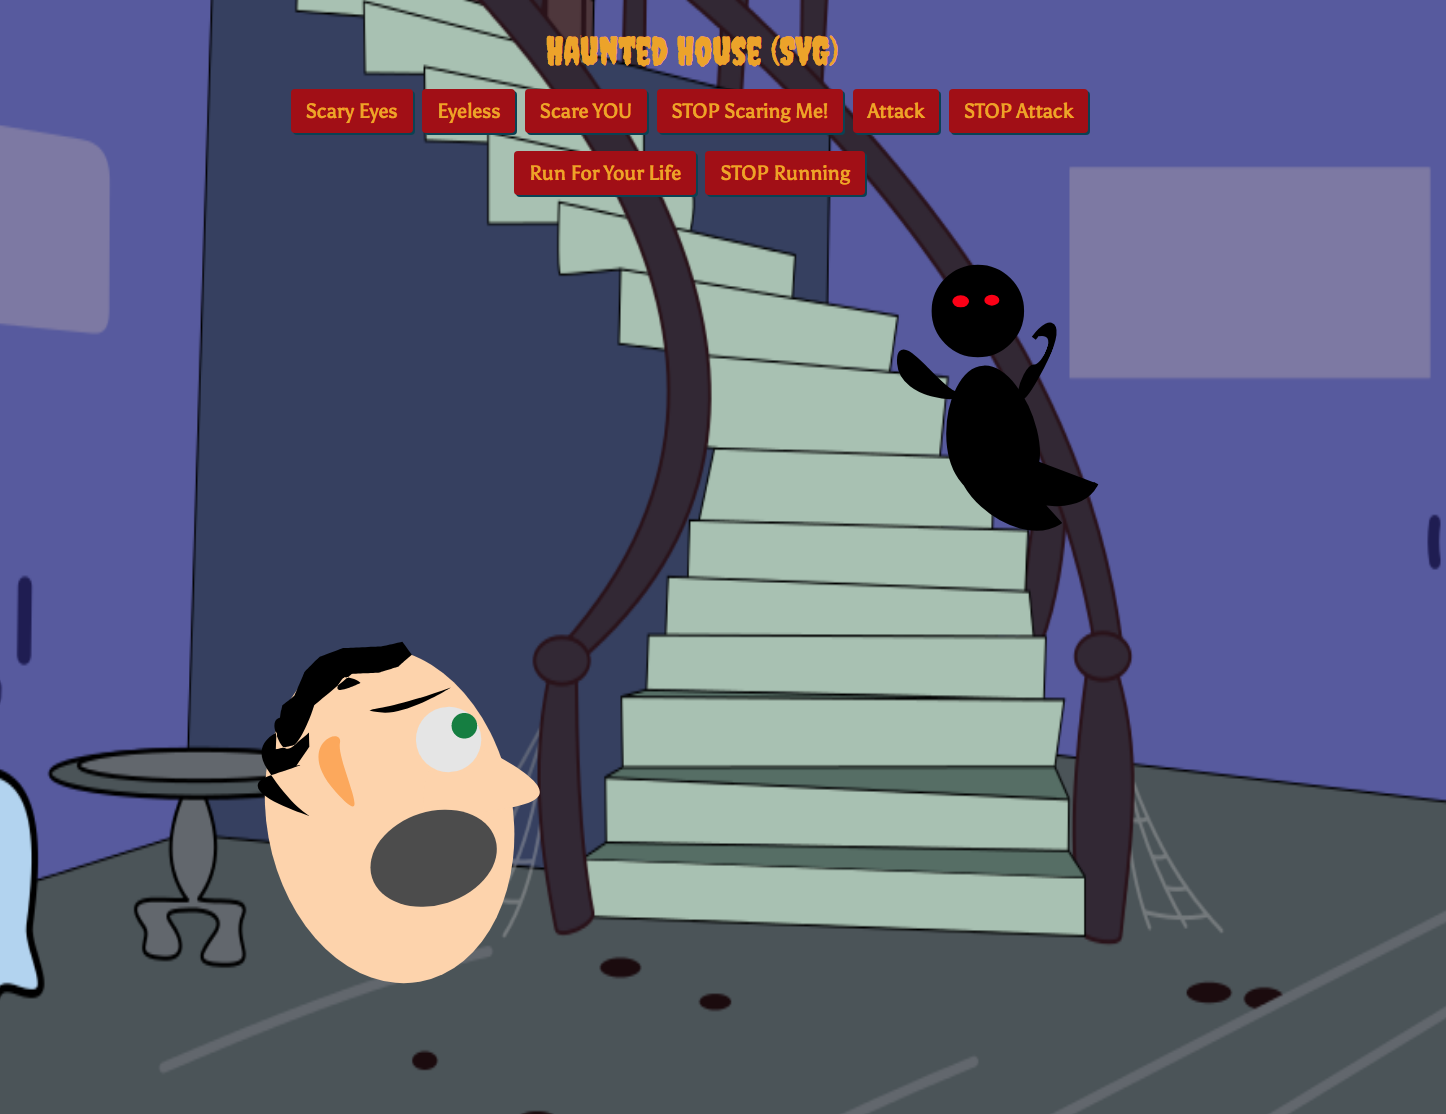 HAUNTED HOUSE (SVG)
Scary Eyes Eyeless Scare YOU STOP Scaring Me! Attack STOP Attack
Run For Your Life STOP Running